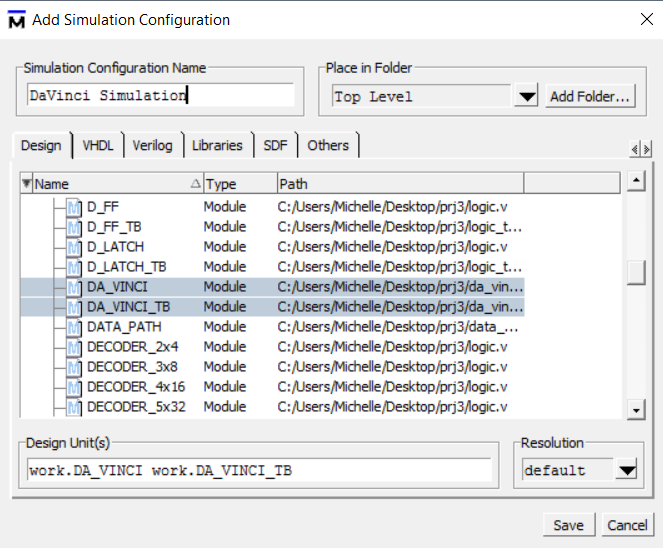 Add Simulation Configuration
Simulation Configuration Name
DaVinci Simulation
Place in Folder
Top Level
Add Folder...
Design VHDL Verilog Libraries SDF Others
Name Type Path
D_FF Module C:/Users/Michelle/Desktop/prj3/logic.v
D_FF_TB Module C:/Users/Michelle/Desktop/prj3/logic_t...
D_LATCH Module C:/Users/Michelle/Desktop/prj3/logic.v
D_LATCH_TB Module C:/Users/Michelle/Desktop/prj3/logic_t...
DA_VINCI Module C:/Users/Michelle/Desktop/prj3/da_vin...
DA_VINCI_TB Module C:/Users/Michelle/Desktop/prj3/da_vin...
DATA_PATH Module C:/Users/Michelle/Desktop/prj3/data_...
DECODER_2x4 Module C:/Users/Michelle/Desktop/prj3/logic.v
DECODER_3x8 Module C:/Users/Michelle/Desktop/prj3/logic.v
DECODER_4x16 Module C:/Users/Michelle/Desktop/prj3/logic.v
DECODER_5x32 Module C:/Users/Michelle/Desktop/prj3/logic.v
Design Unit(s)
work.DA_VINCI work.DA_VINCI_TB
Resolution
default
Save Cancel